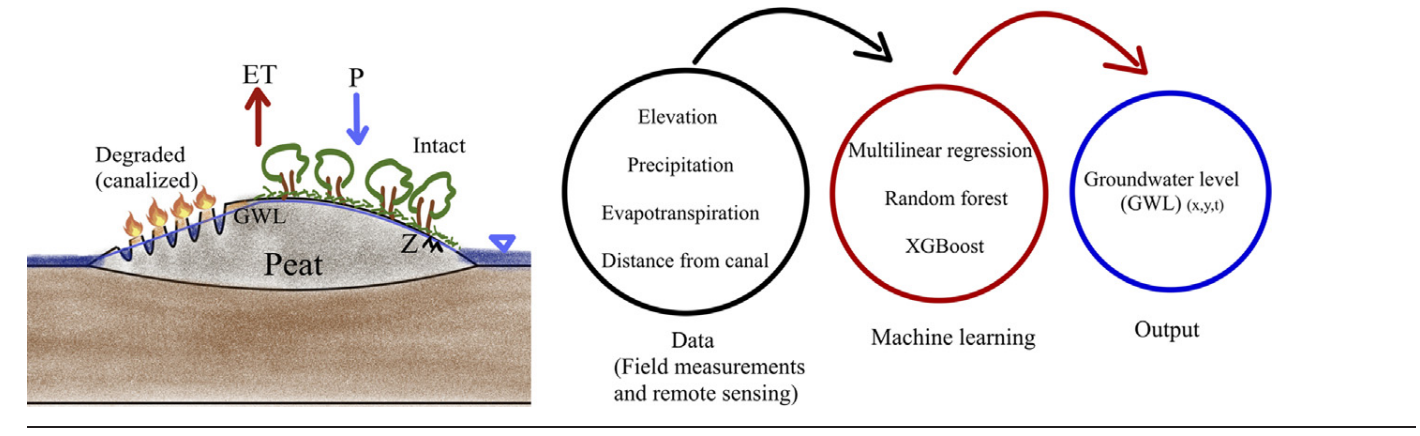 ET
P
Degraded
(canalized)
Intact
GWL
Z
Peat
Elevation
Precipitation
Evapotranspiration
Distance from canal
Data
(Field measurements
and remote sensing)
Multilinear regression
Random forest
XGBoost
Machine learning
Groundwater level
(GWL) (x,y,t)
Output